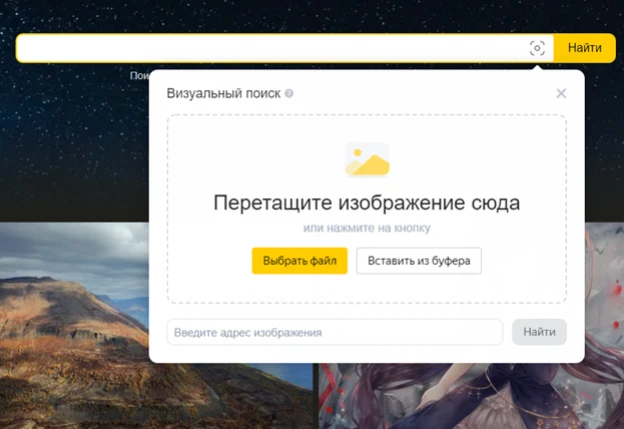 Найти
Пои
Визуальный поиск
Перетащите изображение сюда
или нажмите на кнопку
Выбрать файл
Вставить из буфера
Введите адрес изображения
Найти